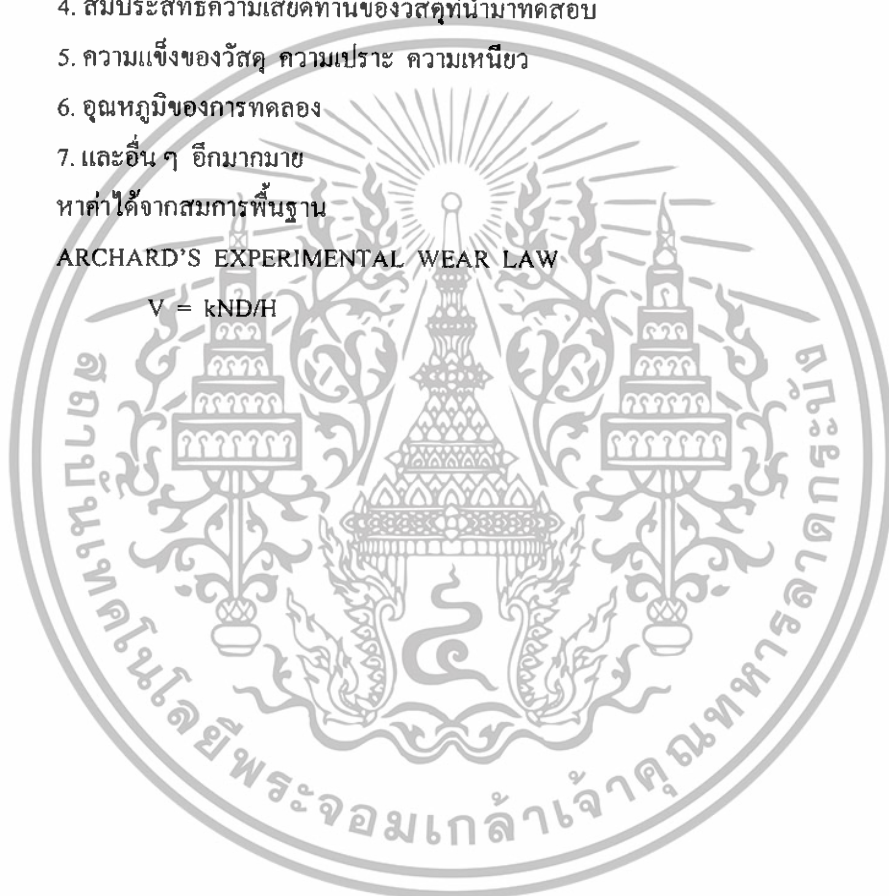 4. สัมประสิทธิ์ความเสียดทานของวัสดุที่นำมาทดสอบ
5. ความแข็งของวัสดุ ความเปราะ ความเหนียว
6. อุณหภูมิของการทดลอง
7. และอื่น ๆ อีกมากมาย
หาค่าได้จากสมการพื้นฐาน
ARCHARD'S EXPERIMENTAL WEAR LAW
V = kND/H
สถาบันเทคโนโลยีพระจอมเกล้าเจ้าคุณทหารลาดกระบัง
๔